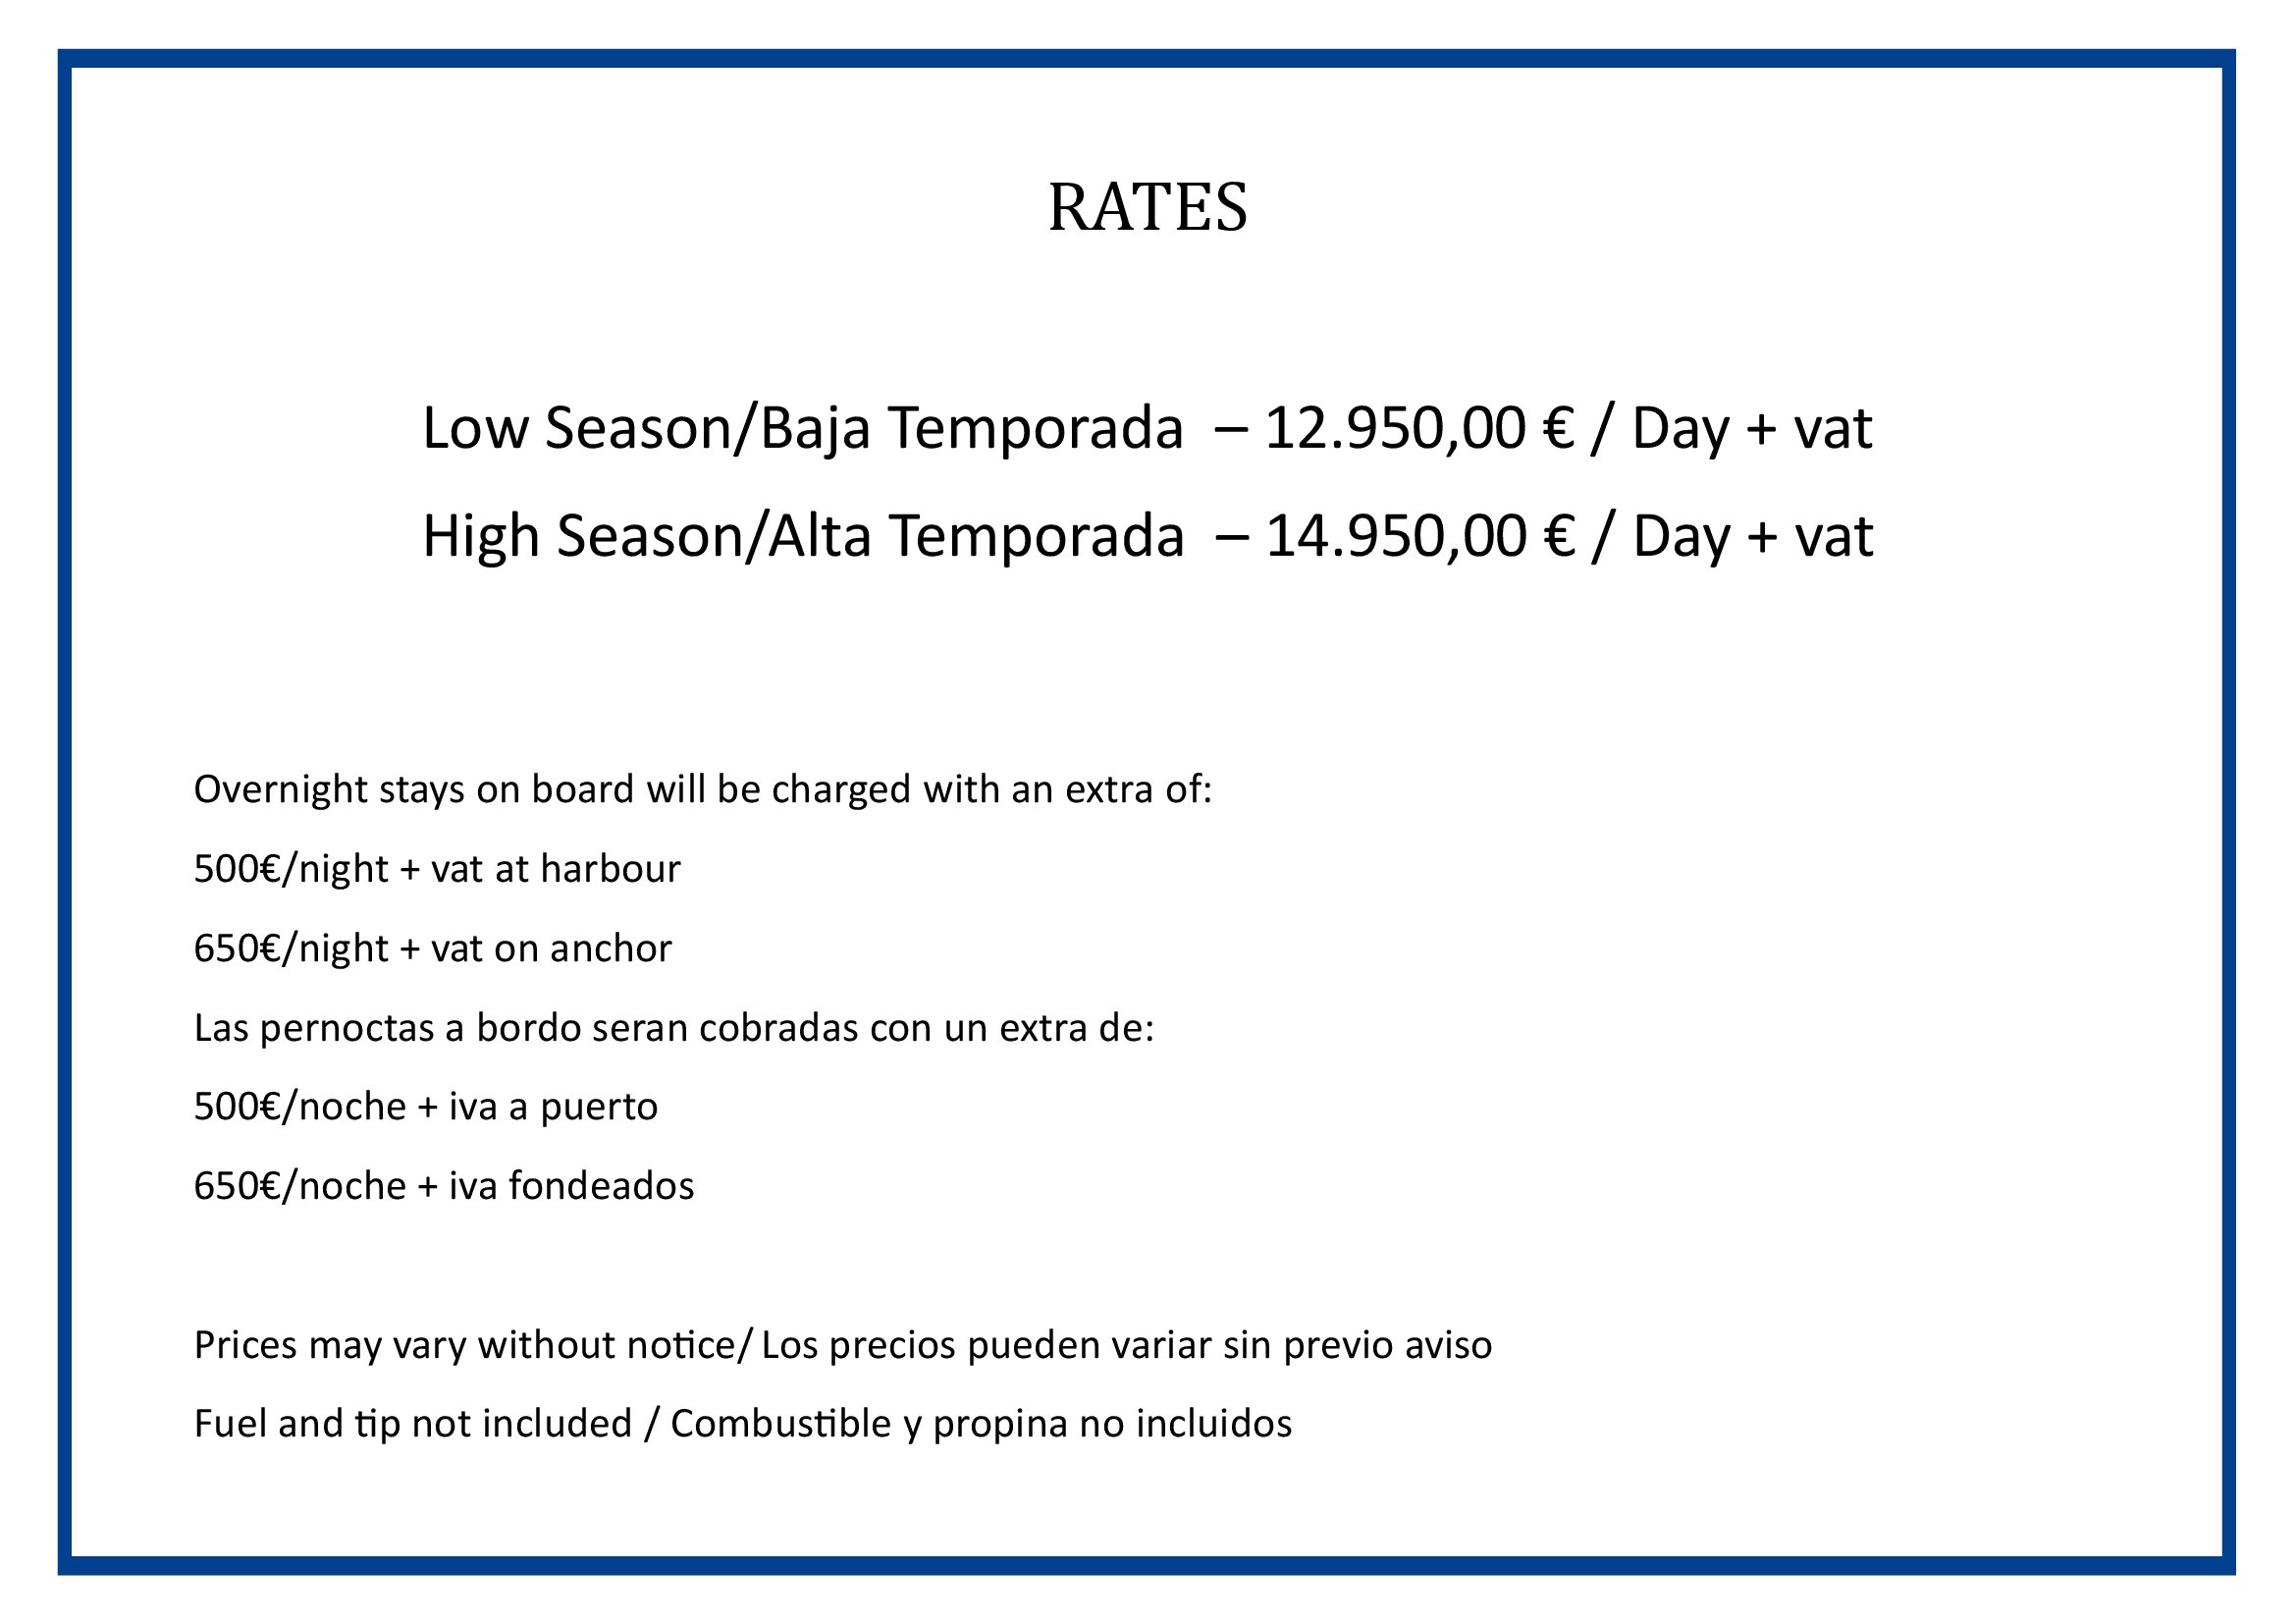 RATES
Low Season/Baja Temporada – 12.950,00 € / Day + vat
High Season/Alta Temporada – 14.950,00 € / Day + vat
Overnight stays on board will be charged with an extra of:
500€/night + vat at harbour
650€/night + vat on anchor
Las pernoctas a bordo seran cobradas con un extra de:
500€/noche + iva a puerto
650€/noche + iva fondeados
Prices may vary without notice/ Los precios pueden variar sin previo aviso
Fuel and tip not included / Combustible y propina no incluidos